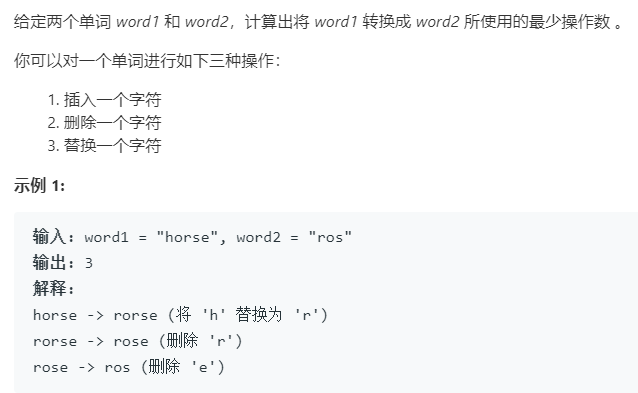 给定两个单词 word1 和 word2，计算出将 word1 转换成 word2 所使用的最少操作数 。
你可以对一个单词进行如下三种操作：
1. 插入一个字符
2. 删除一个字符
3. 替换一个字符
示例 1:
输入: word1 = "horse", word2 = "ros"
输出: 3
解释:
horse -> rorse (将 'h' 替换为 'r')
rorse -> rose (删除 'r')
rose -> ros (删除 'e')